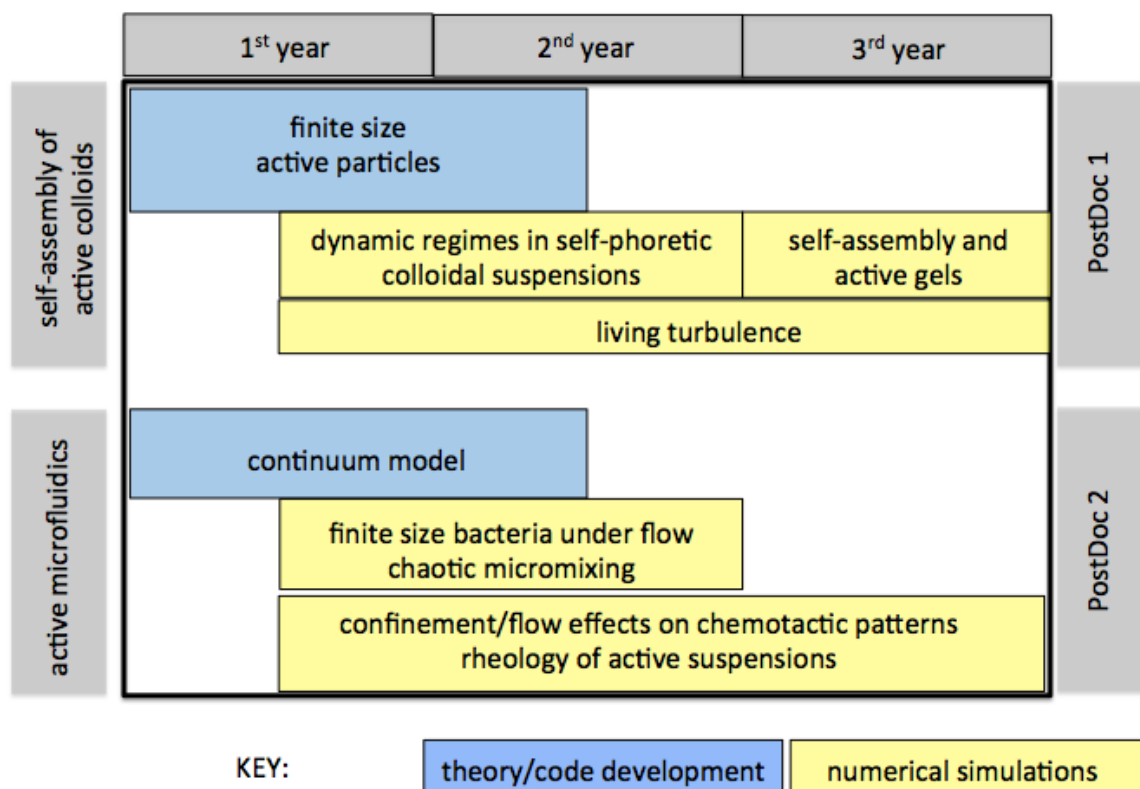 1st year
2nd year
3rd year
self-assembly of
active colloids
finite size
active particles
dynamic regimes in self-phoretic
colloidal suspensions
self-assembly and
active gels
living turbulence
PostDoc 1
active microfluidics
continuum model
finite size bacteria under flow
chaotic micromixing
confinement/flow effects on chemotactic patterns
rheology of active suspensions
PostDoc 2
KEY:
theory/code development
numerical simulations